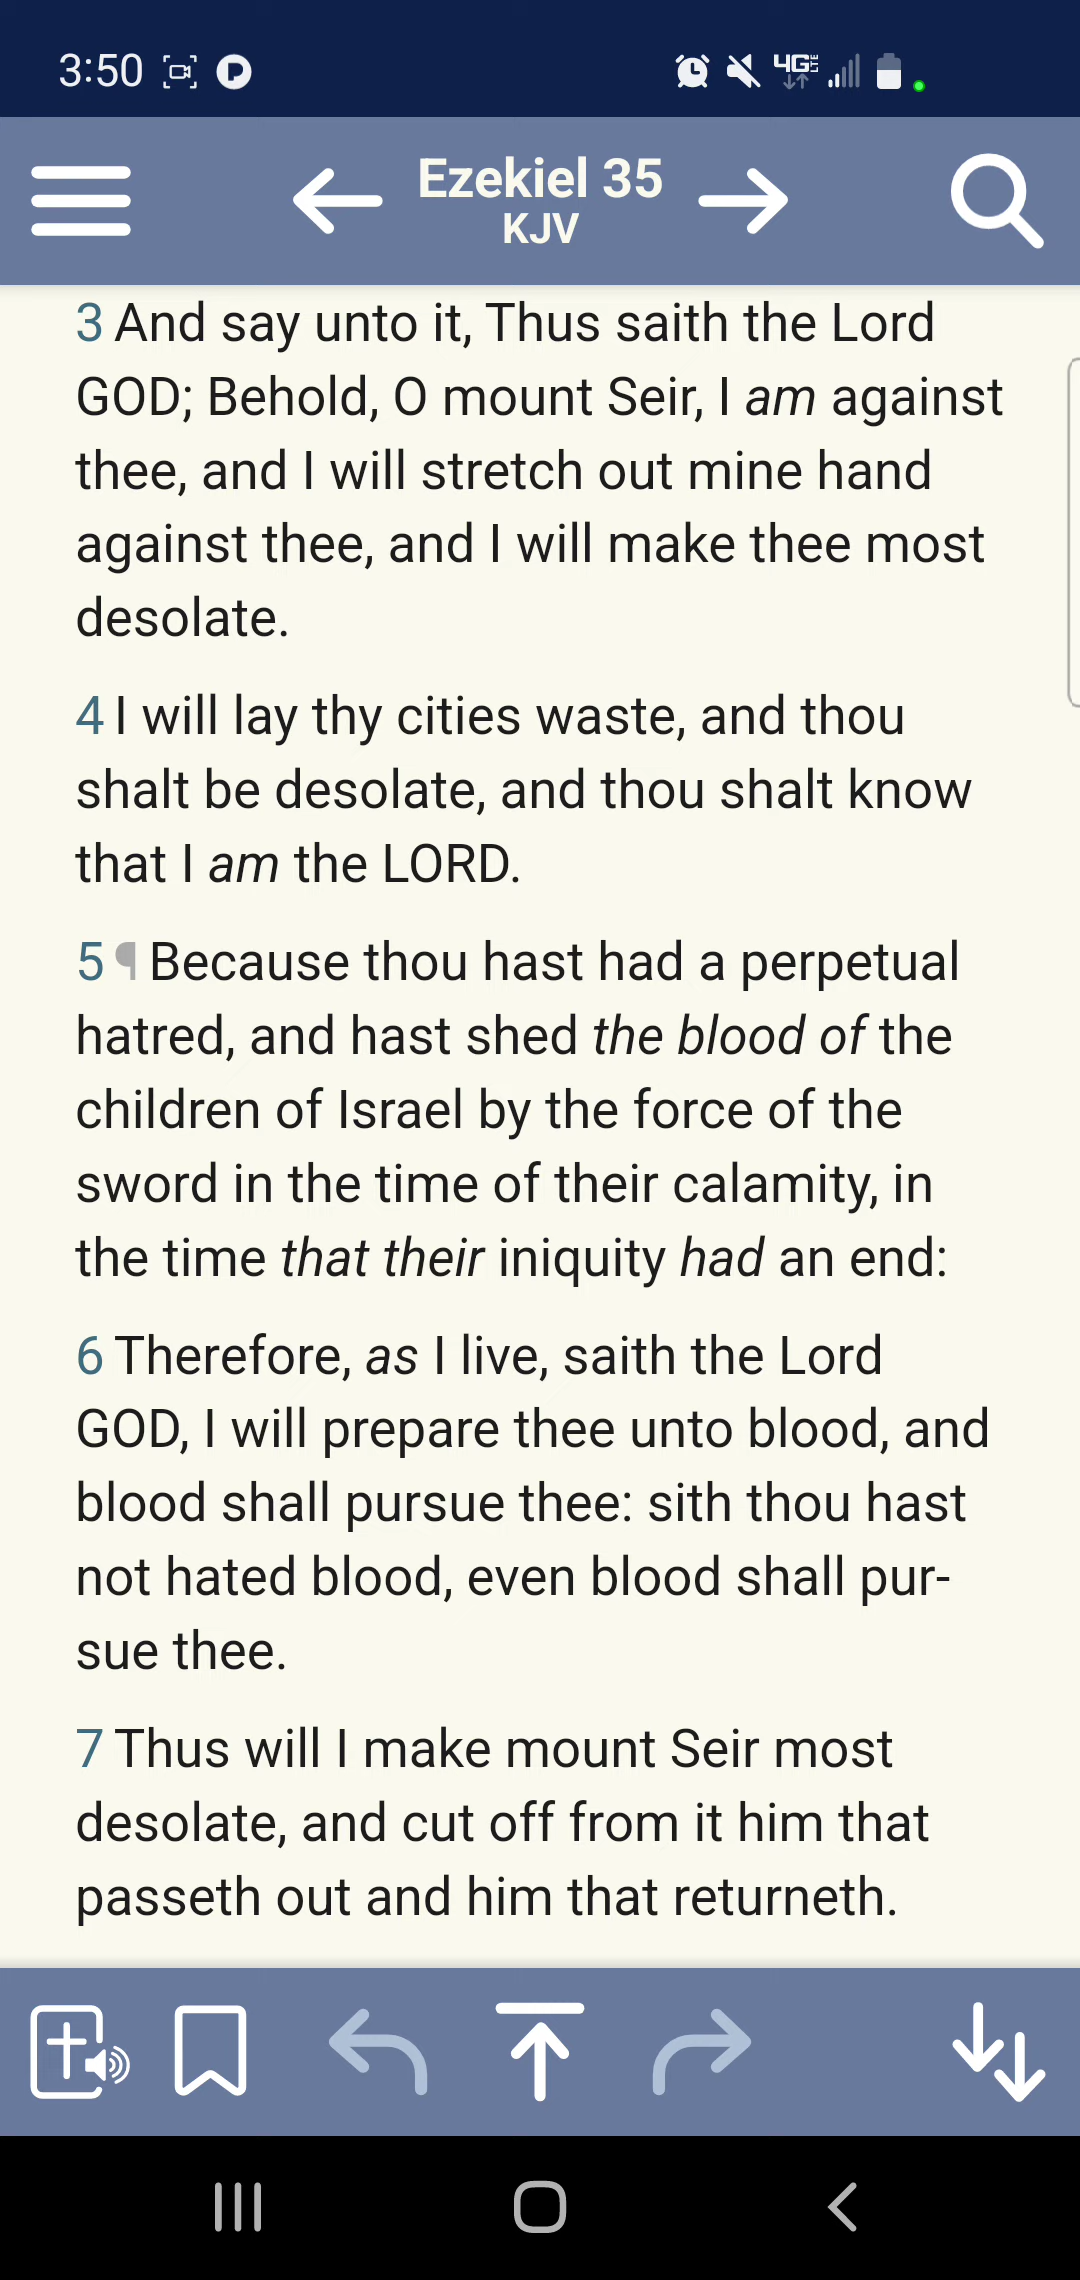 3:50
4G LTE
Ezekiel 35
KJV
3 And say unto it, Thus saith the Lord
GOD; Behold, O mount Seir, I am against
thee, and I will stretch out mine hand
against thee, and I will make thee most
desolate.
4 I will lay thy cities waste, and thou
shalt be desolate, and thou shalt know
that I am the LORD.
5 ¶ Because thou hast had a perpetual
hatred, and hast shed the blood of the
children of Israel by the force of the
sword in the time of their calamity, in
the time that their iniquity had an end:
6 Therefore, as I live, saith the Lord
GOD, I will prepare thee unto blood, and
blood shall pursue thee: sith thou hast
not hated blood, even blood shall pur-
sue thee.
7 Thus will I make mount Seir most
desolate, and cut off from it him that
passeth out and him that returneth.